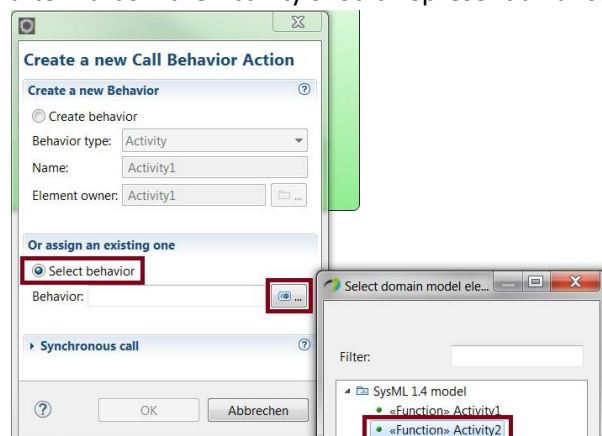 Create a new Call Behavior Action
Create a new Behavior
Create behavior
Behavior type: Activity
Name: Activity1
Element owner: Activity1 ...
Or assign an existing one
Select behavior
Behavior: ...
Synchronous call
OK Abbrechen
Select domain model ele...
Filter:
SysML 1.4 model
«Function» Activity1
«Function» Activity2